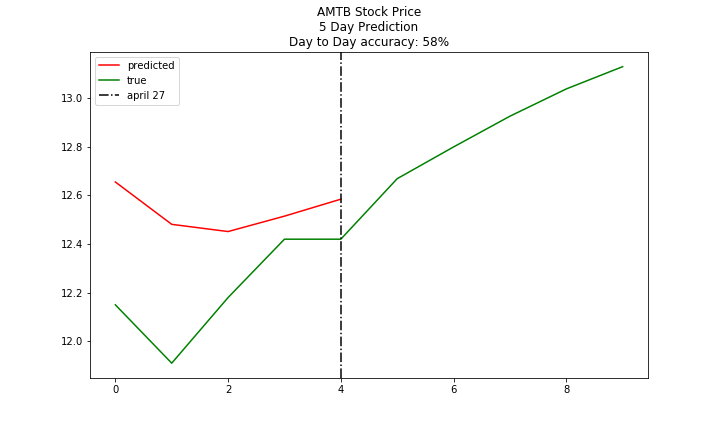 AMTB Stock Price
5 Day Prediction
Day to Day accuracy: 58%
predicted
true
april 27
13.0
12.8
12.6
12.4
12.2
12.0
0 2 4 6 8